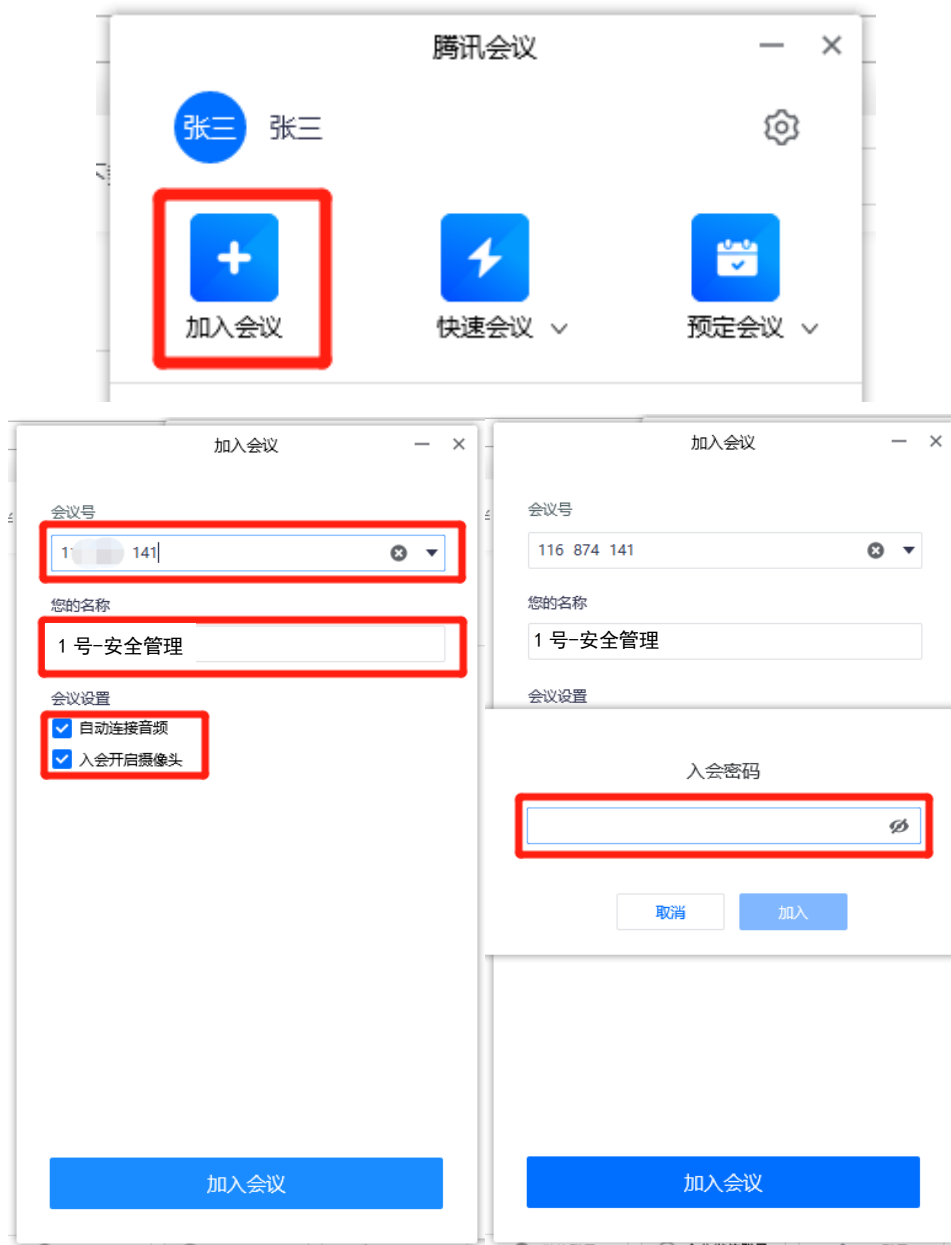 腾讯会议
张三 张三
加入会议 快速会议 预定会议
加入会议
会议号
141
您的名称
1号-安全管理
会议设置
自动连接音频
入会开启摄像头
加入会议
加入会议
会议号
116 874 141
您的名称
1号-安全管理
会议设置
入会密码
取消 加入
加入会议